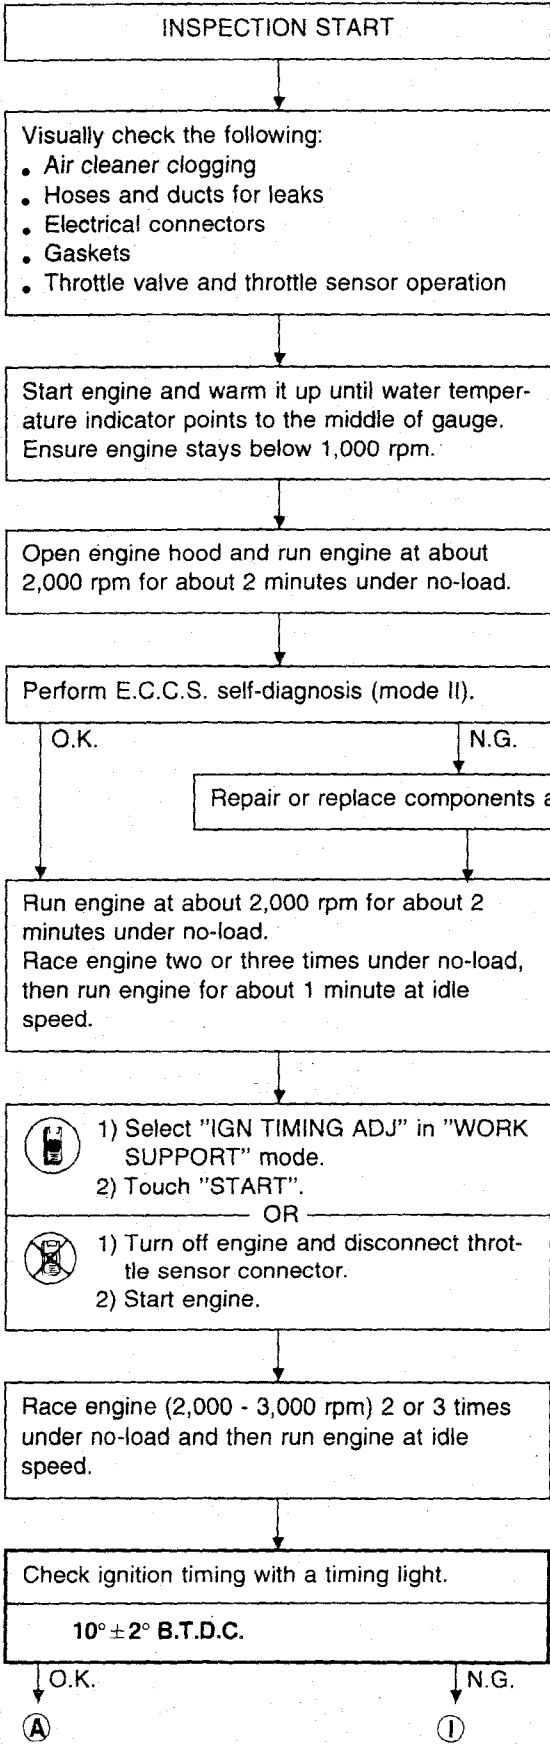 INSPECTION START
Visually check the following:
• Air cleaner clogging
• Hoses and ducts for leaks
• Electrical connectors
• Gaskets
• Throttle valve and throttle sensor operation
Start engine and warm it up until water temper-
ature indicator points to the middle of gauge.
Ensure engine stays below 1,000 rpm.
Open engine hood and run engine at about
2,000 rpm for about 2 minutes under no-load.
Perform E.C.C.S. self-diagnosis (mode II).
O.K. N.G.
Repair or replace components a
Run engine at about 2,000 rpm for about 2
minutes under no-load.
Race engine two or three times under no-load,
then run engine for about 1 minute at idle
speed.
1) Select "IGN TIMING ADJ" in "WORK
SUPPORT" mode.
2) Touch "START".
OR
1) Turn off engine and disconnect throt-
tle sensor connector.
2) Start engine.
Race engine (2,000 - 3,000 rpm) 2 or 3 times
under no-load and then run engine at idle
speed.
Check ignition timing with a timing light.
10°±2° B.T.D.C.
O.K. N.G.
A I